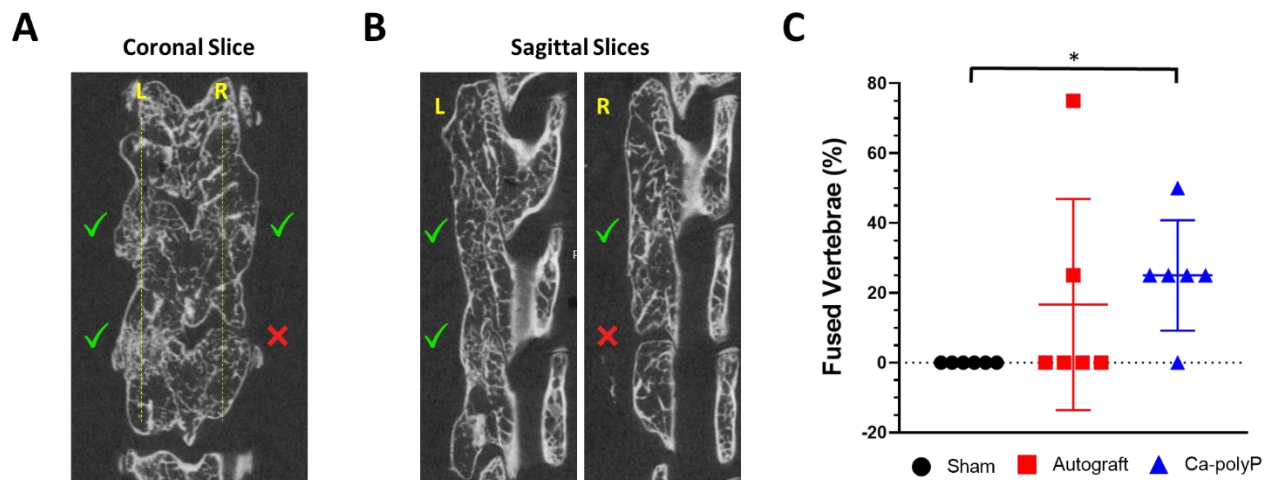 A
Coronal Slice
L
R
B
Sagittal Slices
L
R
P
C
*
Fused Vertebrae (%)
80
60
40
20
0
-20
Sham
Autograft
Ca-polyP